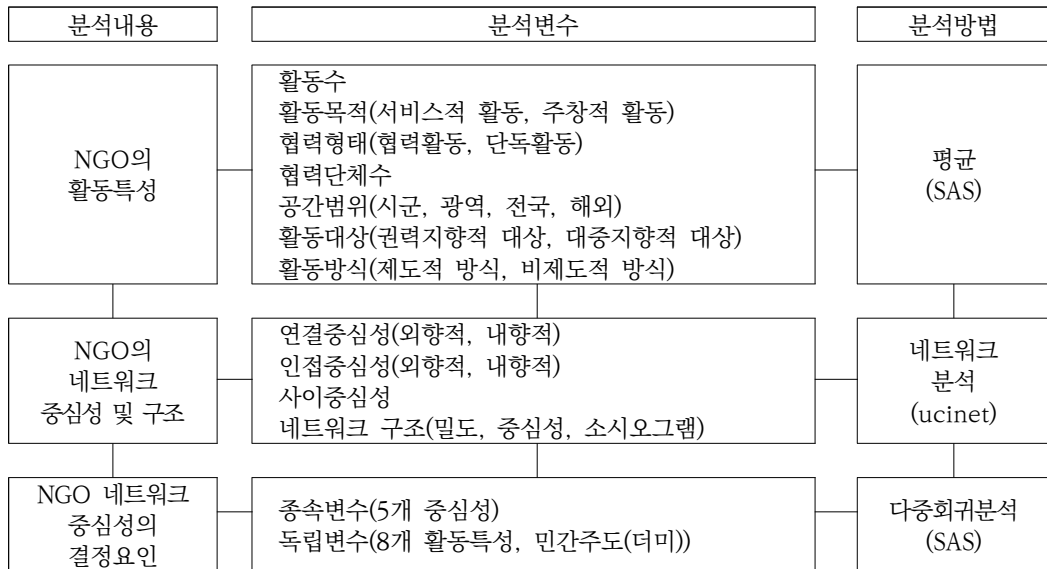 분석내용
분석변수
분석방법
NGO의
활동특성
활동수
활동목적(서비스적 활동, 주창적 활동)
협력형태(협력활동, 단독활동)
협력단체수
공간범위(시군, 광역, 전국, 해외)
활동대상(권력지향적 대상, 대중지향적 대상)
활동방식(제도적 방식, 비제도적 방식)
평균
(SAS)
NGO의
네트워크
중심성 및 구조
연결중심성(외향적, 내향적)
인접중심성(외향적, 내향적)
사이중심성
네트워크 구조(밀도, 중심성, 소시오그램)
네트워크
분석
(ucinet)
NGO 네트워크
중심성의
결정요인
종속변수(5개 중심성)
독립변수(8개 활동특성, 민간주도(더미))
다중회귀분석
(SAS)